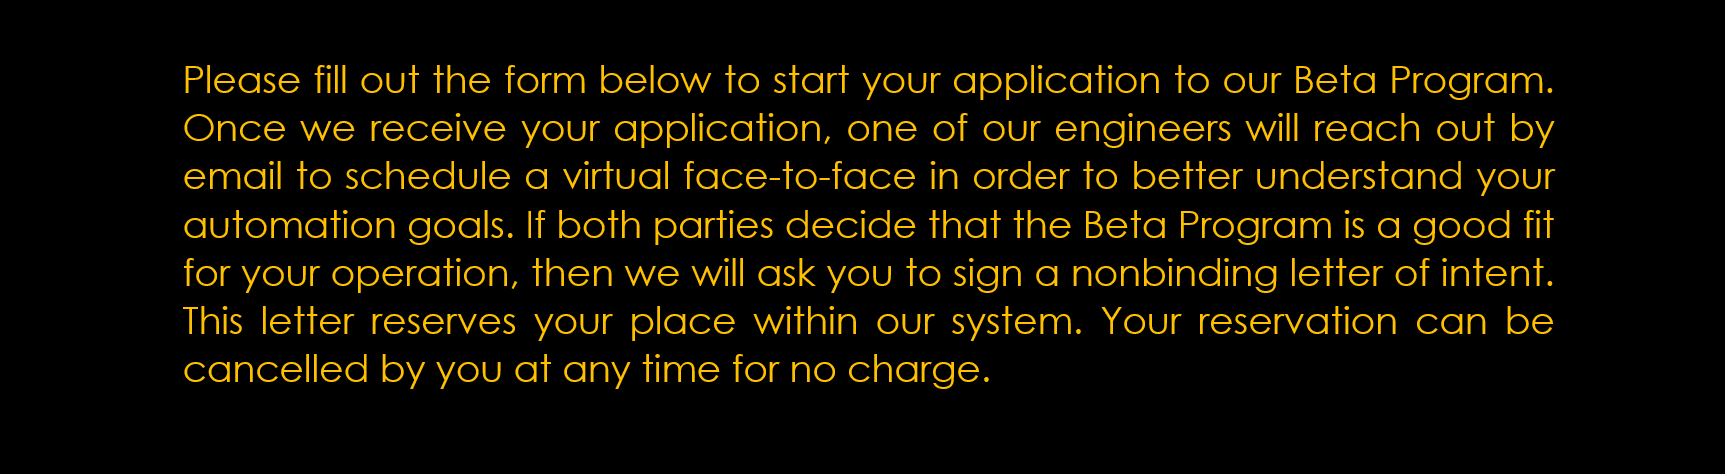 Please fill out the form below to start your application to our Beta Program.
Once we receive your application, one of our engineers will reach out by
email to schedule a virtual face-to-face in order to better understand your
automation goals. If both parties decide that the Beta Program is a good fit
for your operation, then we will ask you to sign a nonbinding letter of intent.
This letter reserves your place within our system. Your reservation can be
cancelled by you at any time for no charge.